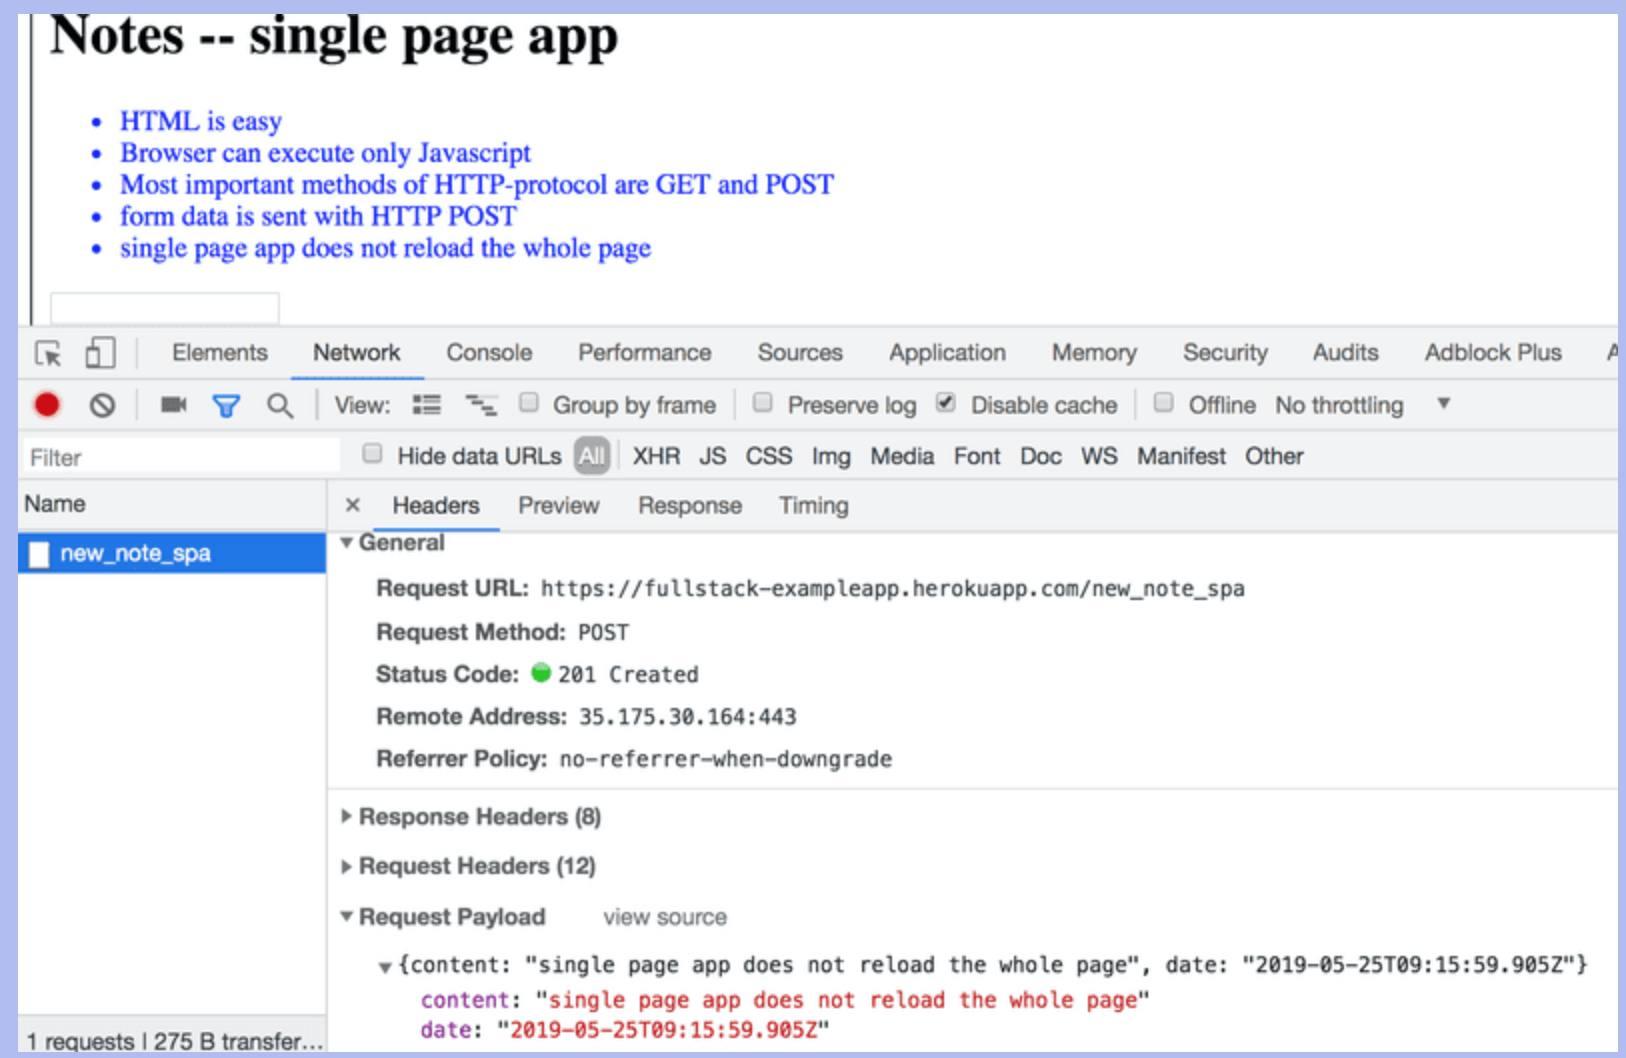 Notes -- single page app
HTML is easy
Browser can execute only Javascript
Most important methods of HTTP-protocol are GET and POST
form data is sent with HTTP POST
single page app does not reload the whole page
Elements Network Console Performance Sources Application Memory Security Audits Adblock Plus
View: Group by frame Preserve log Disable cache Offline No throttling
Filter Hide data URLs All XHR JS CSS Img Media Font Doc WS Manifest Other
Name × Headers Preview Response Timing
new_note_spa
General
Request URL: https://fullstack-exampleapp.herokuapp.com/new_note_spa
Request Method: POST
Status Code: 201 Created
Remote Address: 35.175.30.164:443
Referrer Policy: no-referrer-when-downgrade
Response Headers (8)
Request Headers (12)
Request Payload view source
{content: "single page app does not reload the whole page", date: "2019-05-25T09:15:59.905Z"}
content: "single page app does not reload the whole page"
date: "2019-05-25T09:15:59.905Z"
1 requests | 275 B transfer...